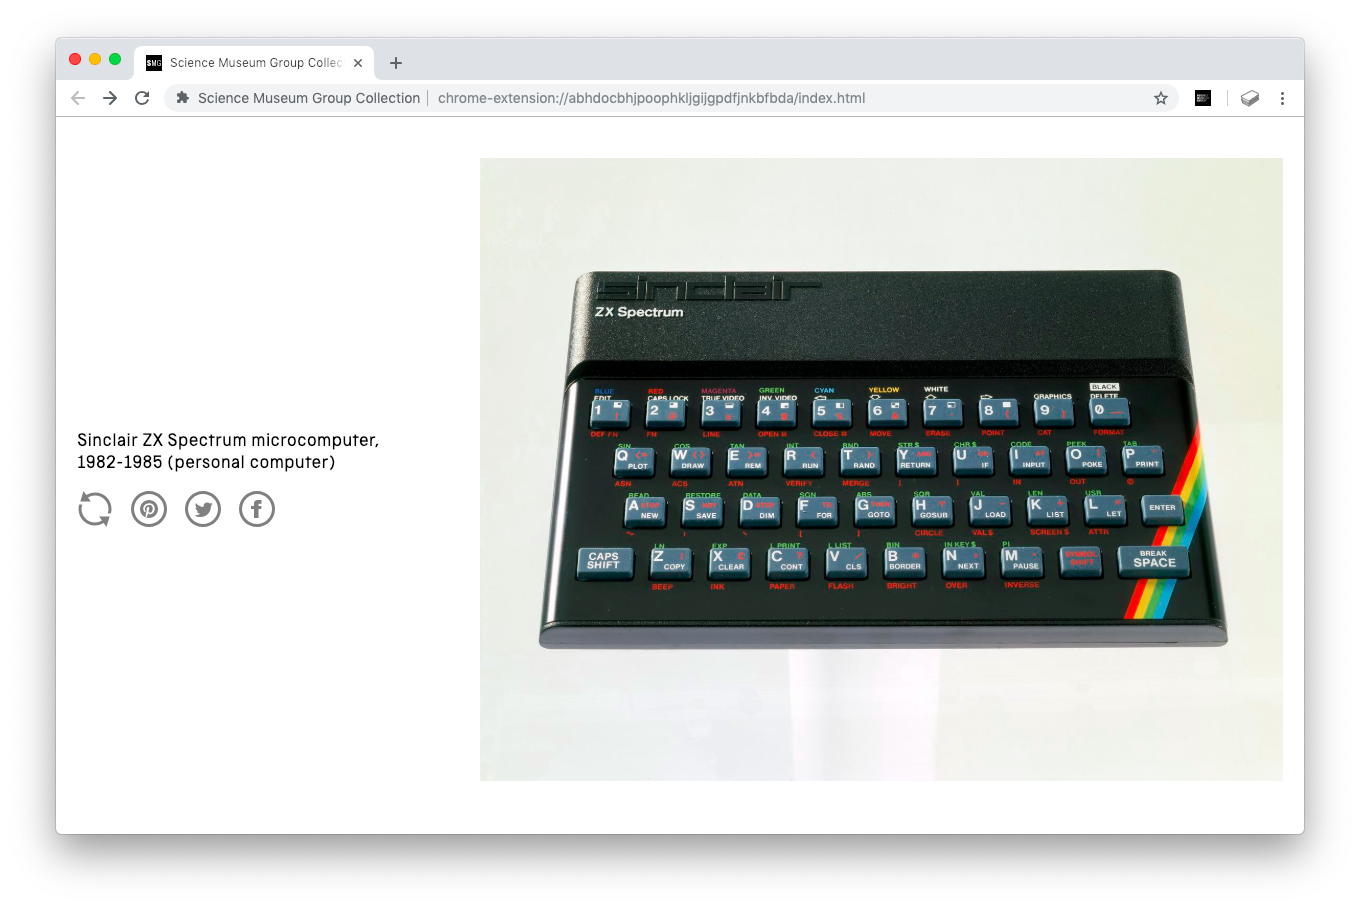 SMG Science Museum Group Collec
Science Museum Group Collection chrome-extension://abhdocbhjpoophkljgijgpdfjnkbfbda/index.html
Sinclair ZX Spectrum microcomputer,
1982-1985 (personal computer)
sinclair
ZX Spectrum
BLUE RED MAGENTA GREEN CYAN YELLOW WHITE BLACK
EDIT CAPS LOCK TRUE VIDEO INV. VIDEO GRAPHICS DELETE
1 2 3 4 5 6 7 8 9 0
DEF FN FN LINE OPEN # CLOSE # MOVE ERASE POINT CAT FORMAT
SIN COS TAN INT RND STR $ CHR $ CODE PEEK TAB
Q W E R T Y U I O P
PLOT DRAW REM RUN RAND RETURN IF INPUT POKE PRINT
ASN ACS ATN VERIFY MERGE [ ] IN OUT ©
READ RESTORE DATA SGN ABS SQR VAL LEN USR
A STOP S NOT D STEP F TO G THEN H J K L ENTER
NEW SAVE DIM FOR GOTO GOSUB LOAD LIST LET
~ | \ { } CIRCLE VAL $ SCREEN $ ATTR
LN EXP L PRINT L LIST BIN IN KEY $ PI
CAPS SHIFT Z X C V B N M SYMBOL SHIFT BREAK SPACE
COPY CLEAR CONT CLS BORDER NEXT PAUSE
BEEP INK PAPER FLASH BRIGHT OVER INVERSE